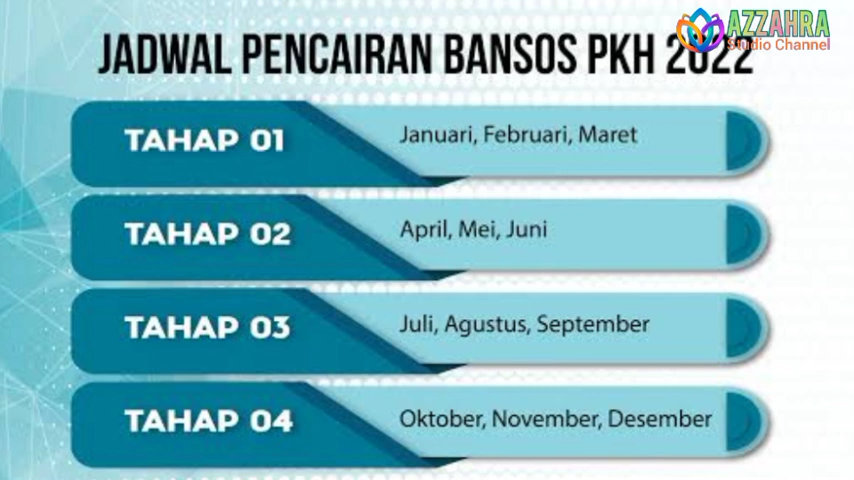 AZZAHRA
Studio Channel
JADWAL PENCAIRAN BANSOS PKH 2022
TAHAP 01
Januari, Februari, Maret
TAHAP 02
April, Mei, Juni
TAHAP 03
Juli, Agustus, September
TAHAP 04
Oktober, November, Desember